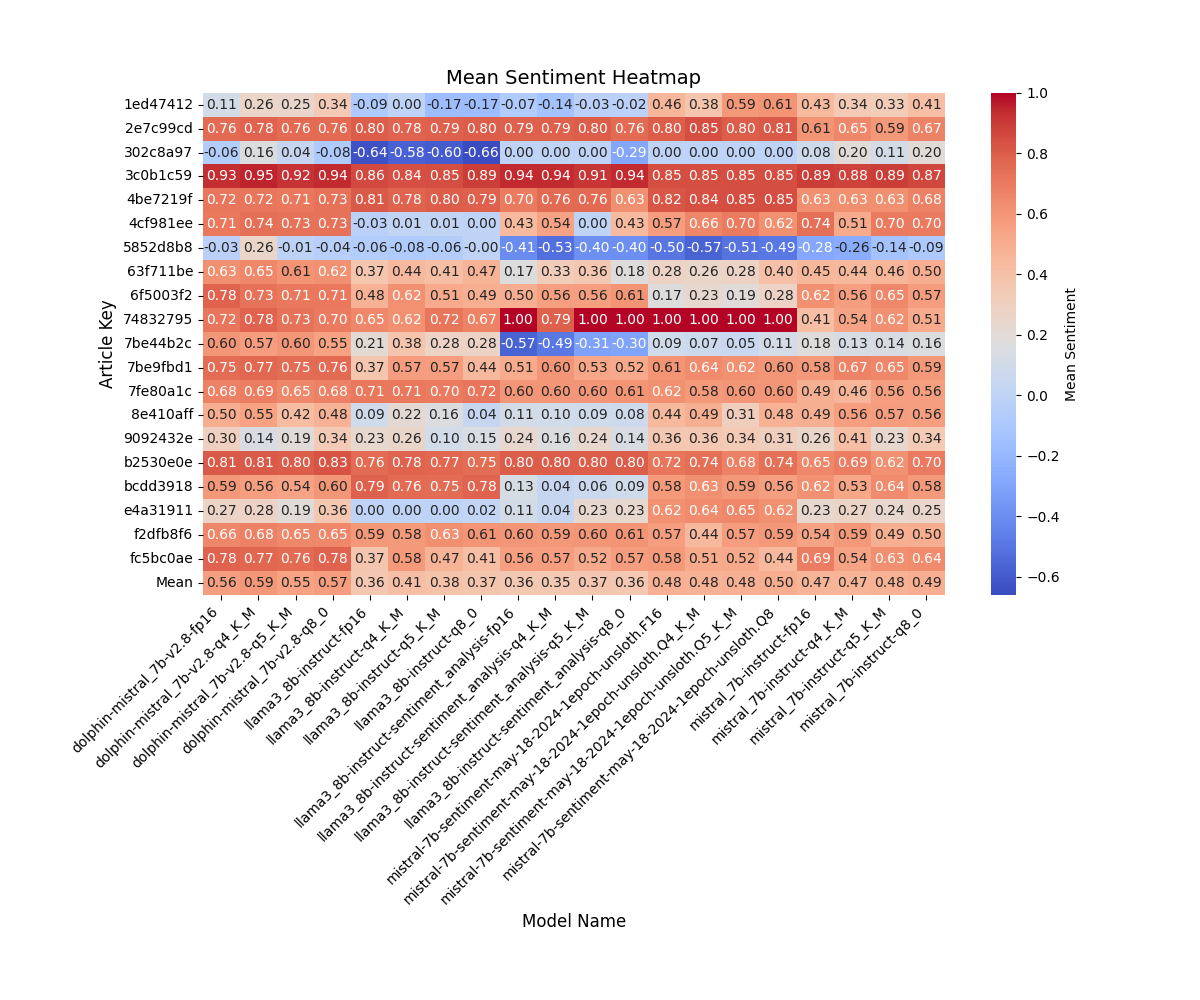 Mean Sentiment Heatmap
1ed47412 0.11 0.26 0.25 0.34 -0.09 0.00 -0.17 -0.17 -0.07 -0.14 -0.03 -0.02 0.46 0.38 0.59 0.61 0.43 0.34 0.33 0.41
2e7c99cd 0.76 0.78 0.76 0.76 0.80 0.78 0.79 0.80 0.79 0.79 0.80 0.76 0.80 0.85 0.80 0.81 0.61 0.65 0.59 0.67
302c8a97 -0.06 0.16 0.04 -0.08 -0.64 -0.58 -0.60 -0.66 0.00 0.00 0.00 -0.29 0.00 0.00 0.00 0.00 0.08 0.20 0.11 0.20
3c0b1c59 0.93 0.95 0.92 0.94 0.86 0.84 0.85 0.89 0.94 0.94 0.91 0.94 0.85 0.85 0.85 0.85 0.89 0.88 0.89 0.87
4be7219f 0.72 0.72 0.71 0.73 0.81 0.78 0.80 0.79 0.70 0.76 0.76 0.63 0.82 0.84 0.85 0.85 0.63 0.63 0.63 0.68
4cf981ee 0.71 0.74 0.73 0.73 0.03 0.01 0.01 0.00 0.43 0.54 0.00 0.43 0.57 0.66 0.70 0.62 0.74 0.51 0.70 0.70
5852d8b8 -0.03 0.26 -0.01 -0.04 -0.06 -0.08 -0.06 -0.00 -0.41 -0.53 -0.40 -0.40 -0.50 -0.57 -0.51 -0.49 -0.28 -0.26 -0.14 -0.09
63f711be 0.63 0.65 0.61 0.62 0.37 0.44 0.41 0.47 0.17 0.33 0.36 0.18 0.28 0.26 0.28 0.40 0.45 0.44 0.46 0.50
6f5003f2 0.78 0.73 0.71 0.71 0.48 0.62 0.51 0.49 0.50 0.56 0.56 0.61 0.17 0.23 0.19 0.28 0.62 0.56 0.65 0.57
74832795 0.72 0.78 0.73 0.70 0.65 0.62 0.72 0.67 1.00 0.79 1.00 1.00 1.00 1.00 1.00 1.00 0.41 0.54 0.62 0.51
7be44b2c 0.60 0.57 0.60 0.55 0.21 0.38 0.28 0.28 -0.57 -0.49 -0.31 -0.30 0.09 0.07 0.05 0.11 0.18 0.13 0.14 0.16
7be9fbd1 0.75 0.77 0.75 0.76 0.37 0.57 0.50 0.44 0.51 0.60 0.53 0.52 0.61 0.64 0.62 0.60 0.58 0.67 0.65 0.59
7fe80a1c 0.68 0.69 0.65 0.68 0.71 0.71 0.70 0.72 0.60 0.60 0.60 0.61 0.62 0.58 0.60 0.60 0.49 0.46 0.56 0.56
8e410aff 0.50 0.55 0.42 0.48 0.09 0.22 0.16 0.04 0.11 0.10 0.09 0.08 0.44 0.49 0.31 0.48 0.49 0.56 0.57 0.56
9092432e 0.30 0.14 0.19 0.34 0.23 0.26 0.10 0.15 0.24 0.16 0.24 0.14 0.36 0.36 0.34 0.31 0.26 0.41 0.23 0.34
b2530e0e 0.81 0.81 0.80 0.83 0.76 0.78 0.77 0.75 0.80 0.80 0.80 0.80 0.72 0.74 0.68 0.74 0.65 0.69 0.62 0.70
bcdd3918 0.59 0.56 0.54 0.60 0.79 0.76 0.75 0.78 0.13 0.04 0.06 0.09 0.58 0.63 0.59 0.56 0.62 0.53 0.64 0.58
e4a31911 0.27 0.28 0.19 0.36 0.00 0.00 0.00 0.02 0.11 0.04 0.23 0.23 0.62 0.64 0.65 0.62 0.23 0.27 0.24 0.25
f2dfb8f6 0.66 0.68 0.65 0.65 0.59 0.58 0.63 0.61 0.60 0.59 0.60 0.61 0.57 0.44 0.57 0.59 0.54 0.59 0.49 0.50
fc5bc0ae 0.78 0.77 0.76 0.78 0.37 0.58 0.47 0.41 0.56 0.57 0.52 0.57 0.58 0.51 0.52 0.44 0.69 0.54 0.63 0.64
Mean 0.56 0.59 0.55 0.57 0.36 0.41 0.38 0.37 0.36 0.35 0.37 0.36 0.48 0.48 0.48 0.50 0.47 0.47 0.48 0.49
Article Key
dolphin-mistral_7b-v2.8-fp16
dolphin-mistral_7b-v2.8-q4_K_M
dolphin-mistral_7b-v2.8-q5_K_M
dolphin-mistral_7b-v2.8-q8_0
llama3_8b-instruct-fp16
llama3_8b-instruct-q4_K_M
llama3_8b-instruct-q5_K_M
llama3_8b-instruct-q8_0
llama3_8b-instruct-sentiment_analysis-fp16
llama3_8b-instruct-sentiment_analysis-q4_K_M
llama3_8b-instruct-sentiment_analysis-q5_K_M
llama3_8b-instruct-sentiment_analysis-q8_0
mistral-7b-sentiment-may-18-2024-1epoch-unsloth.F16
mistral-7b-sentiment-may-18-2024-1epoch-unsloth.Q4_K_M
mistral-7b-sentiment-may-18-2024-1epoch-unsloth.Q5_K_M
mistral-7b-sentiment-may-18-2024-1epoch-unsloth.Q8
mistral_7b-instruct-fp16
mistral_7b-instruct-q4_K_M
mistral_7b-instruct-q5_K_M
mistral_7b-instruct-q8_0
Model Name
1.0
0.8
0.6
0.4
0.2
0.0
−0.2
−0.4
−0.6
Mean Sentiment